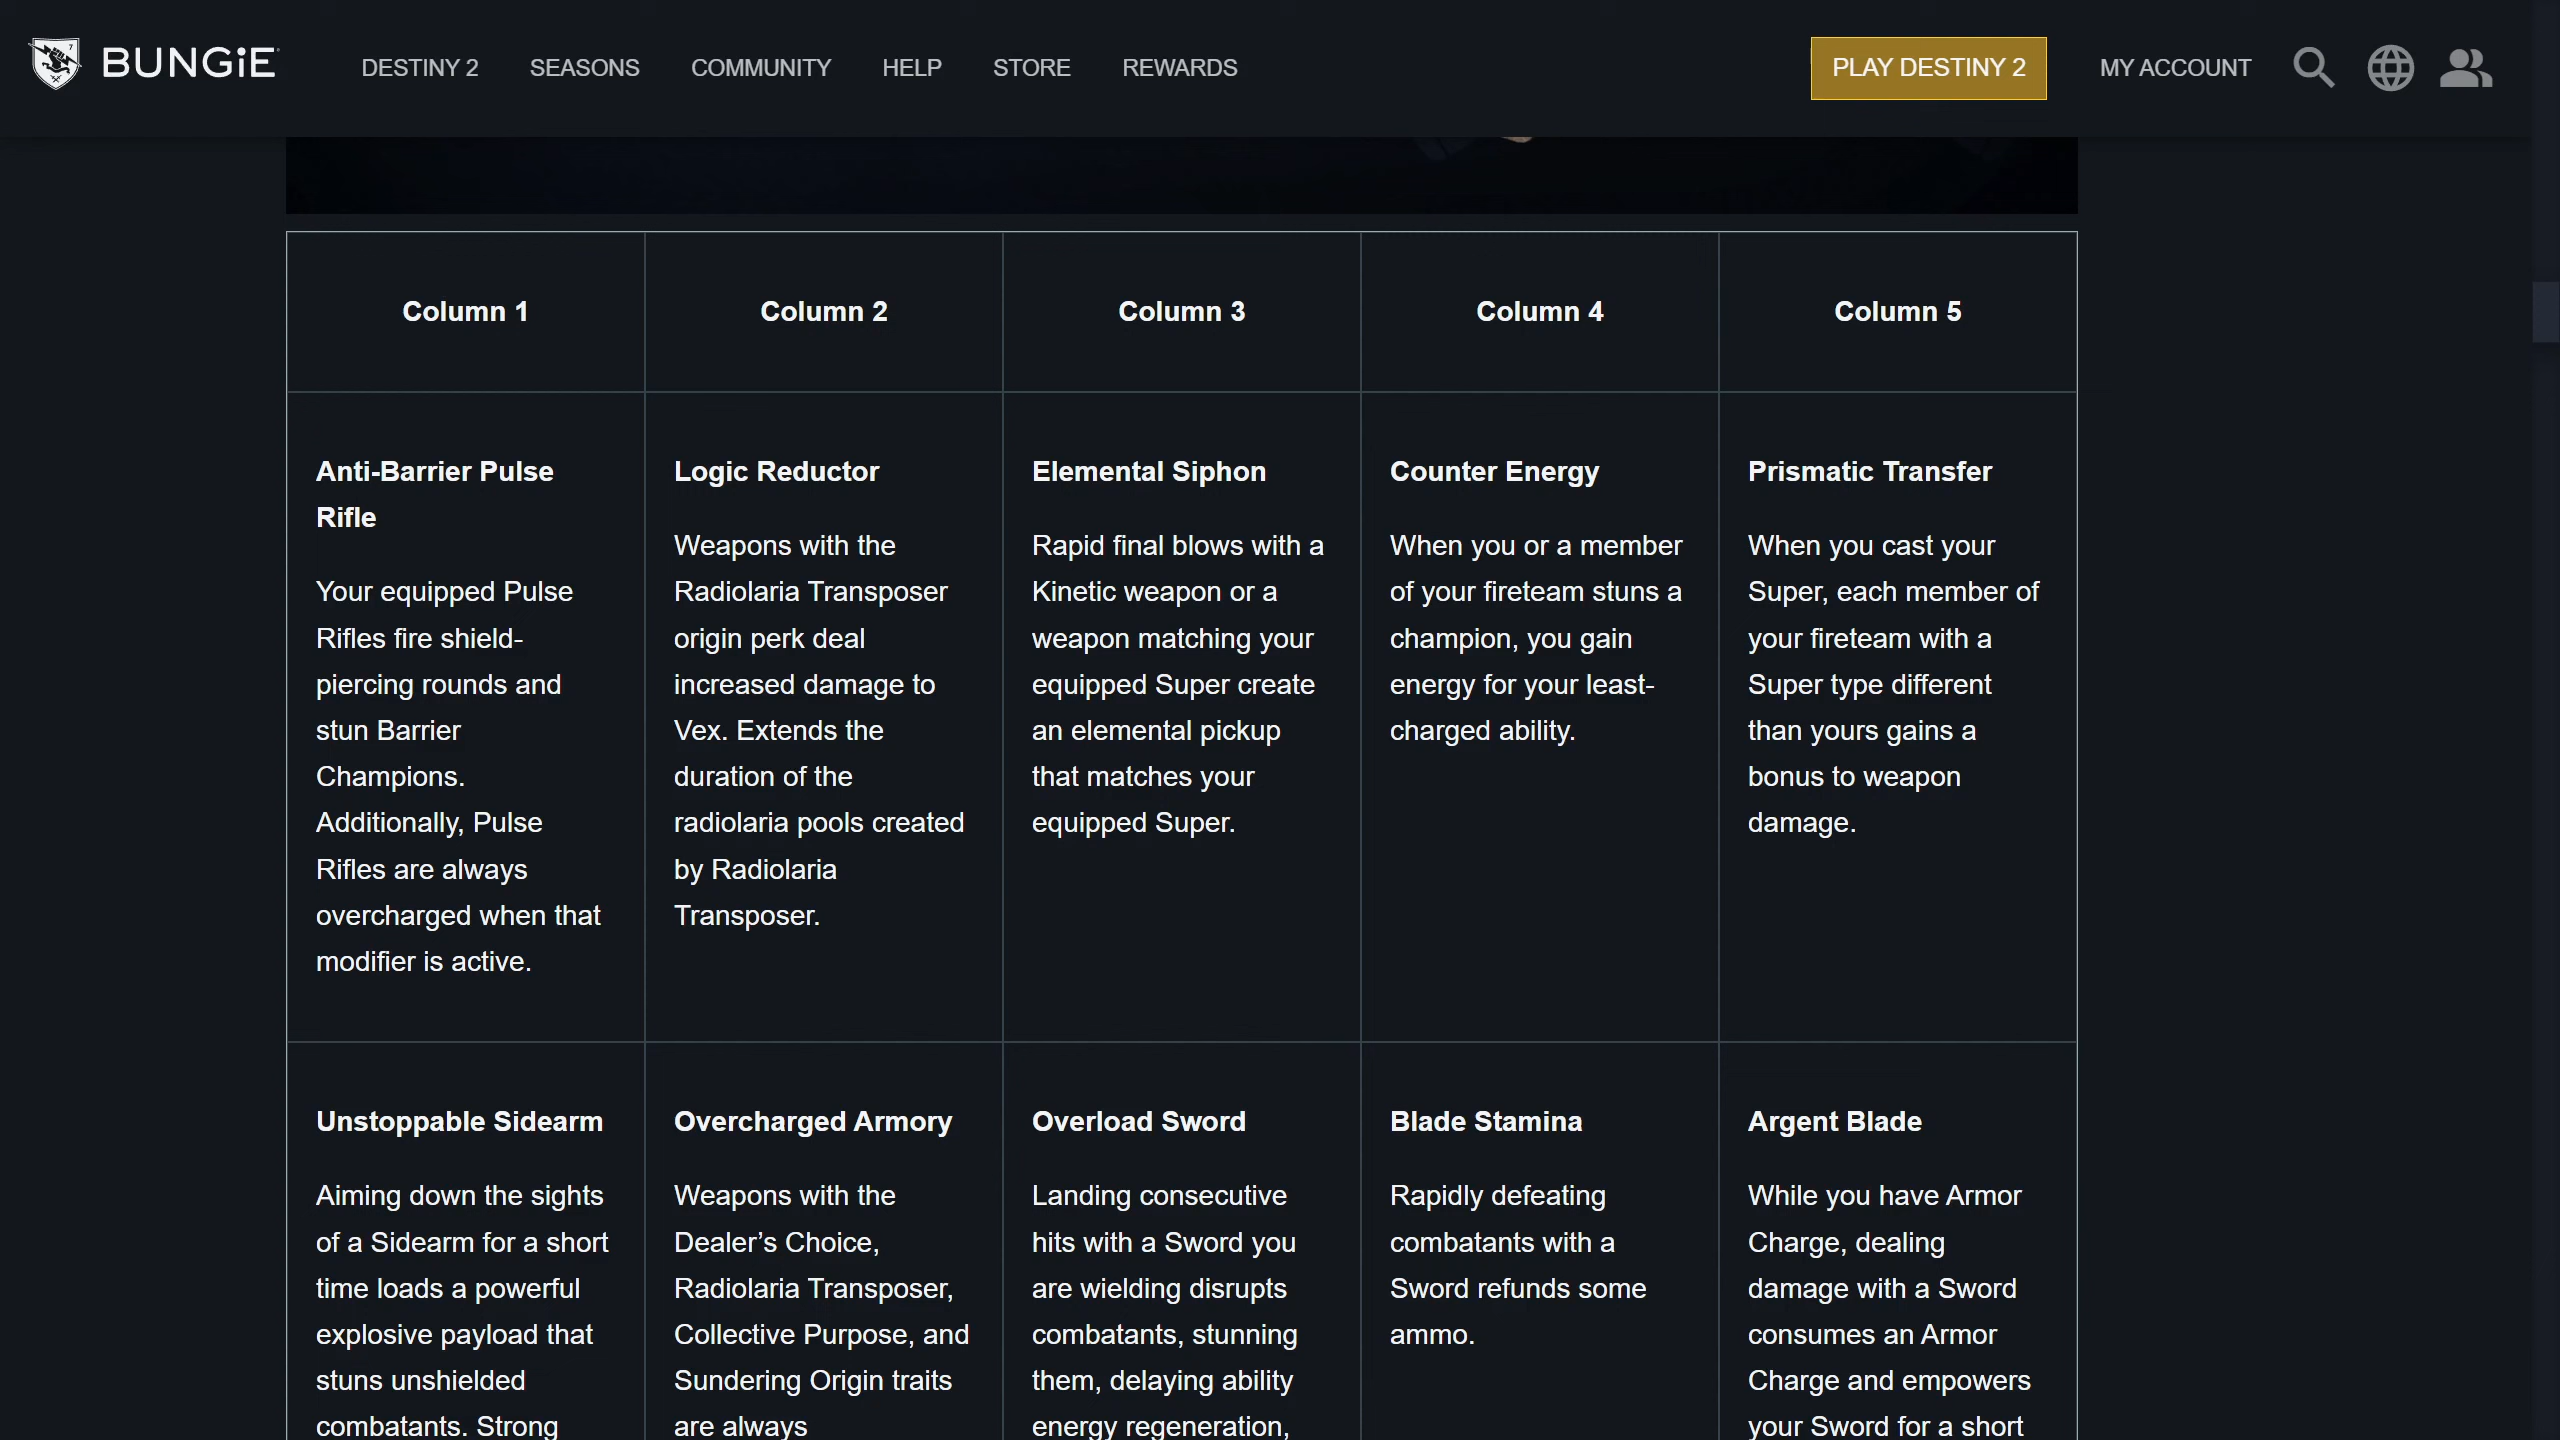 BUNGiE
DESTINY 2
SEASONS
COMMUNITY
HELP
STORE
REWARDS
PLAY DESTINY 2
MY ACCOUNT
Column 1
Column 2
Column 3
Column 4
Column 5
Anti-Barrier Pulse
Rifle
Your equipped Pulse
Rifles fire shield-
piercing rounds and
stun Barrier
Champions.
Additionally, Pulse
Rifles are always
overcharged when that
modifier is active.
Logic Reductor
Weapons with the
Radiolaria Transposer
origin perk deal
increased damage to
Vex. Extends the
duration of the
radiolaria pools created
by Radiolaria
Transposer.
Elemental Siphon
Rapid final blows with a
Kinetic weapon or a
weapon matching your
equipped Super create
an elemental pickup
that matches your
equipped Super.
Counter Energy
When you or a member
of your fireteam stuns a
champion, you gain
energy for your least-
charged ability.
Prismatic Transfer
When you cast your
Super, each member of
your fireteam with a
Super type different
than yours gains a
bonus to weapon
damage.
Unstoppable Sidearm
Aiming down the sights
of a Sidearm for a short
time loads a powerful
explosive payload that
stuns unshielded
combatants. Strong
Overcharged Armory
Weapons with the
Dealer’s Choice,
Radiolaria Transposer,
Collective Purpose, and
Sundering Origin traits
are always
Overload Sword
Landing consecutive
hits with a Sword you
are wielding disrupts
combatants, stunning
them, delaying ability
energy regeneration,
Blade Stamina
Rapidly defeating
combatants with a
Sword refunds some
ammo.
Argent Blade
While you have Armor
Charge, dealing
damage with a Sword
consumes an Armor
Charge and empowers
your Sword for a short